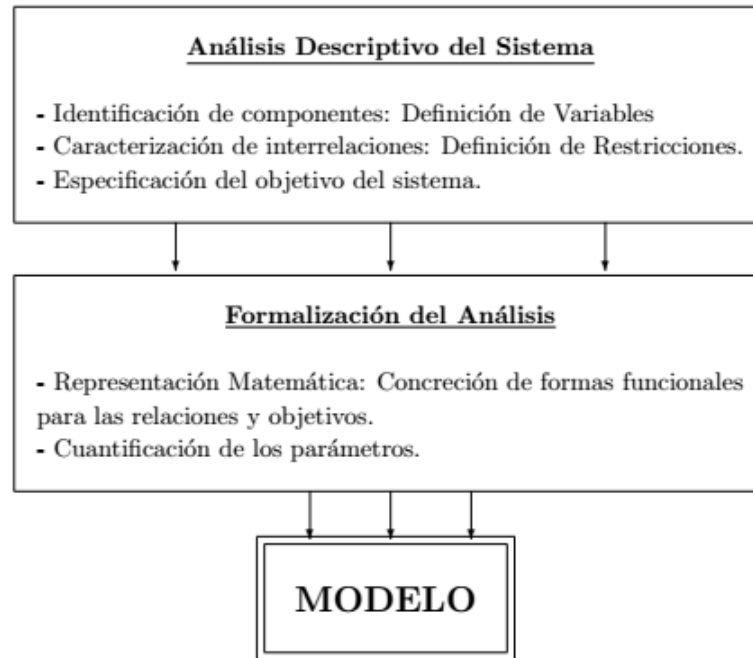 Análisis Descriptivo del Sistema
- Identificación de componentes: Definición de Variables
- Caracterización de interrelaciones: Definición de Restricciones.
- Especificación del objetivo del sistema.
Formalización del Análisis
- Representación Matemática: Concreción de formas funcionales
para las relaciones y objetivos.
- Cuantificación de los parámetros.
MODELO